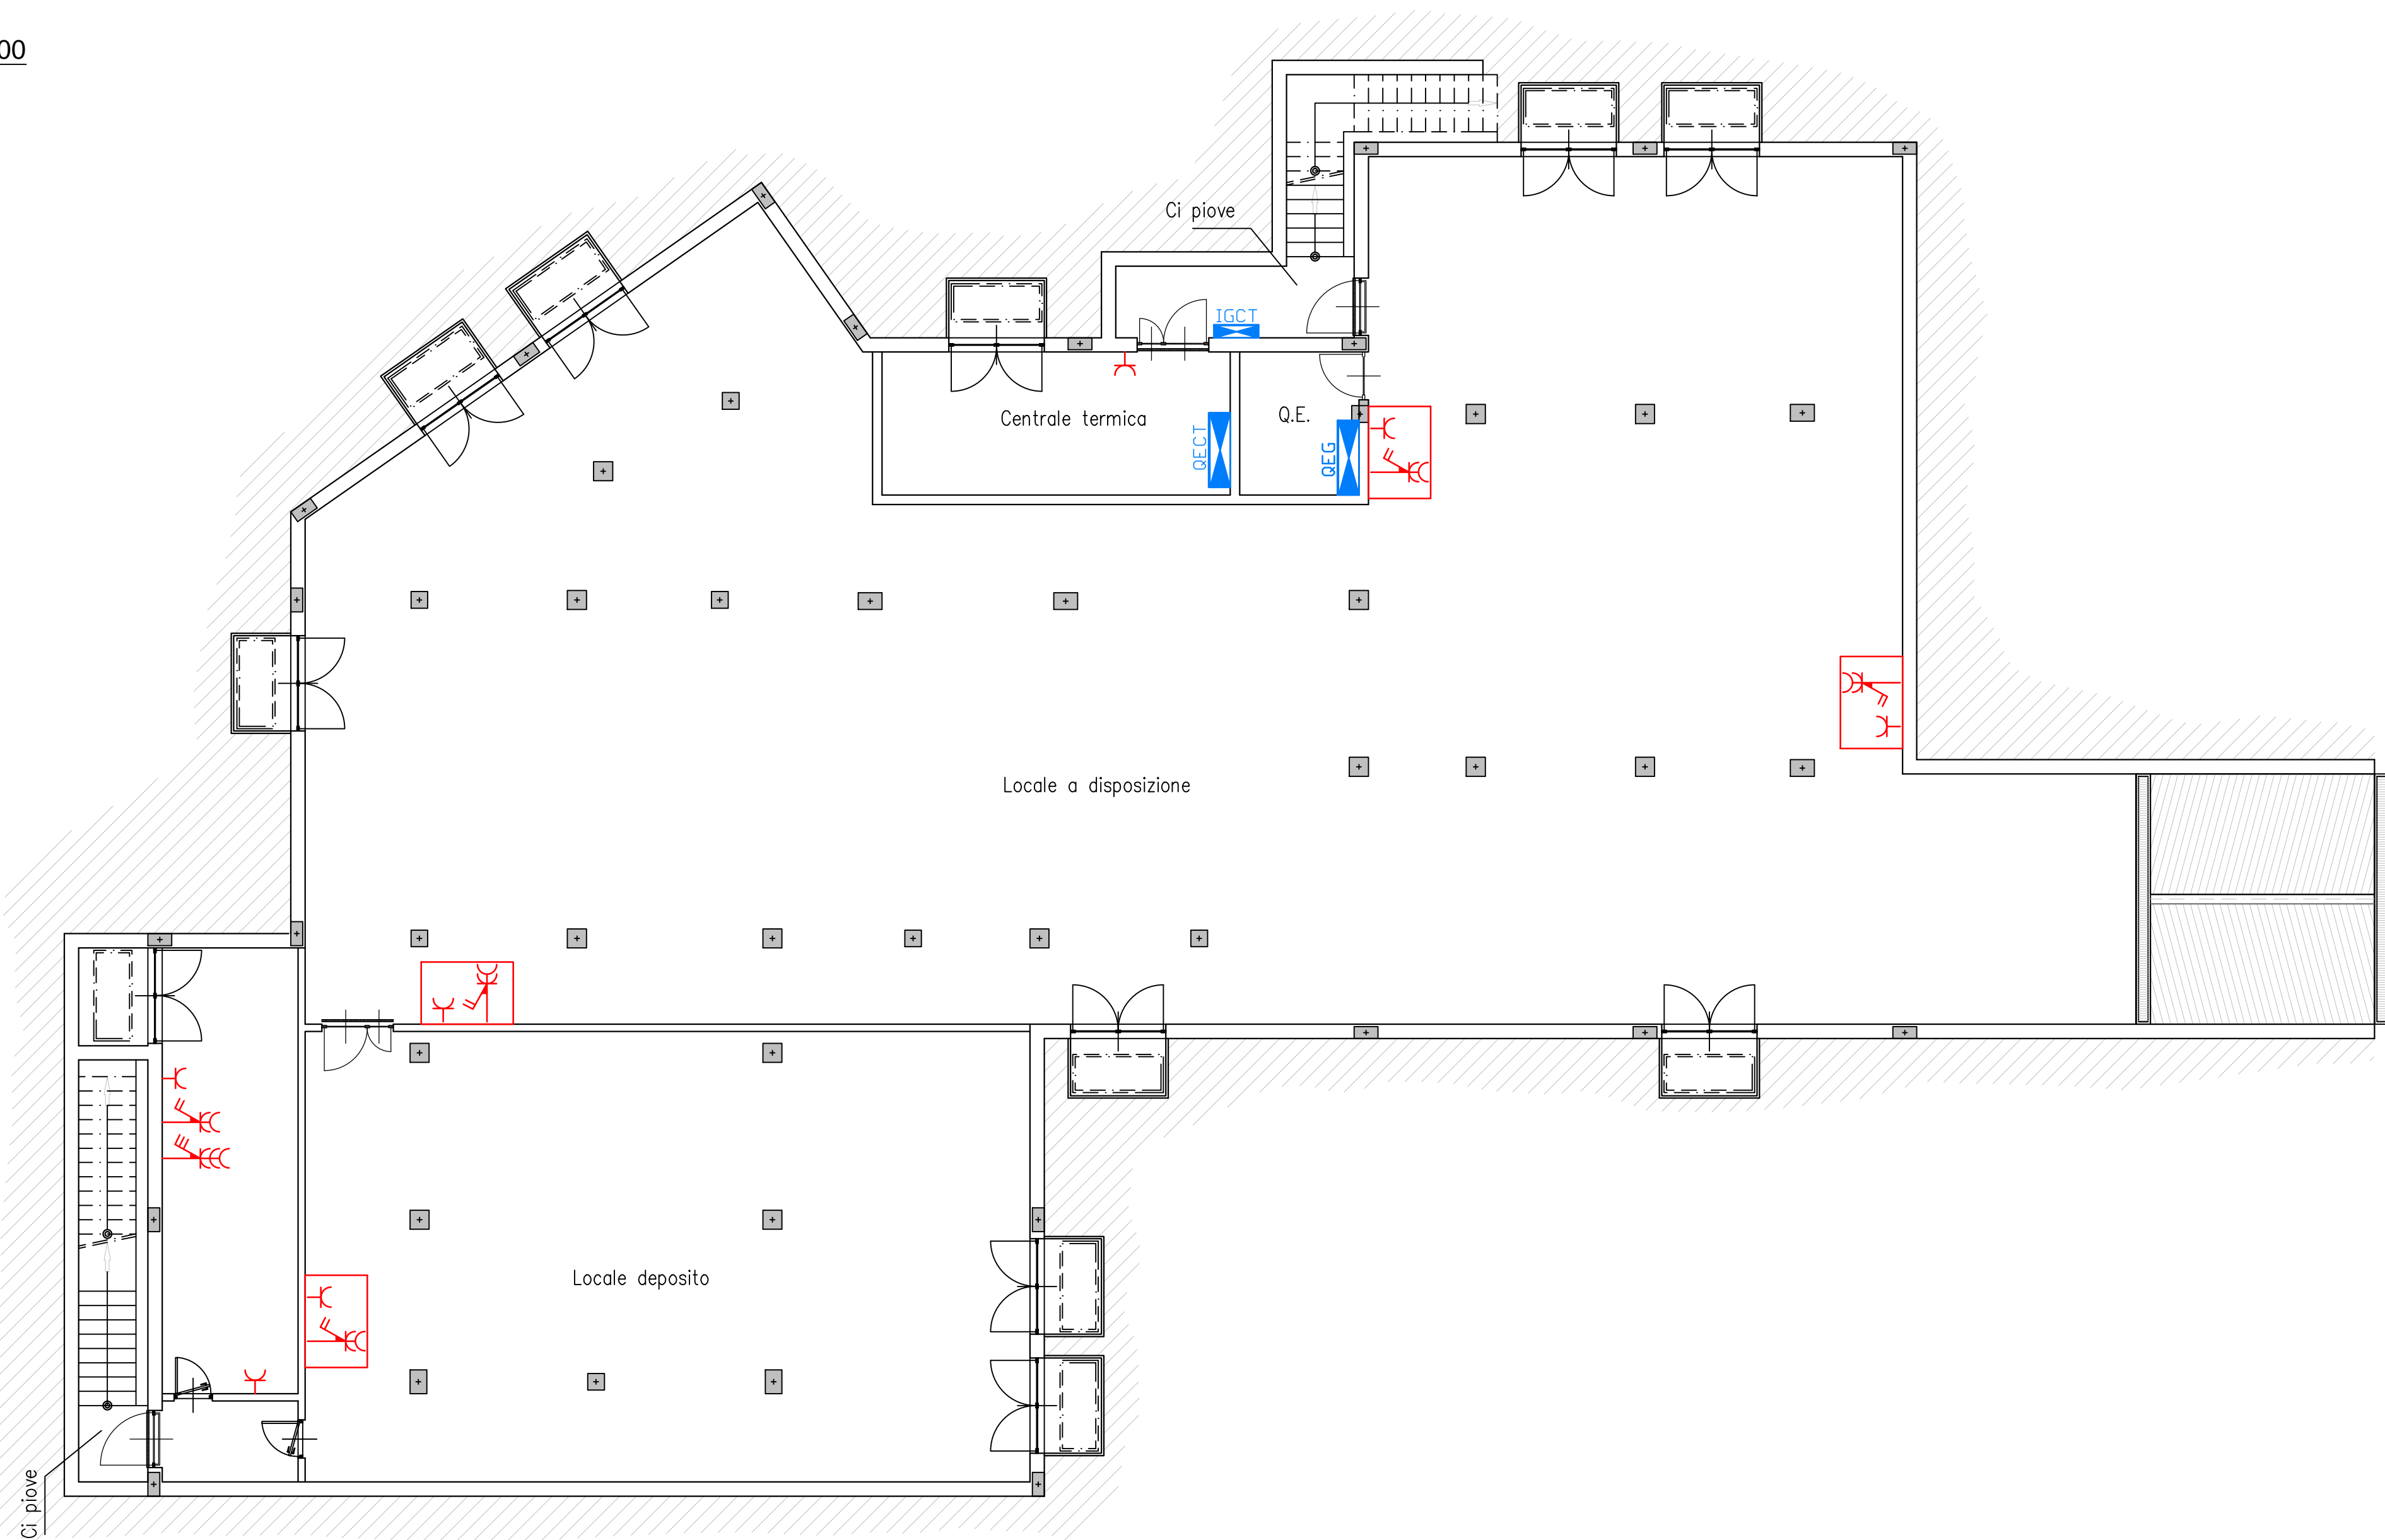 00
Ci piove
IGCT
Centrale termica
Q.E.
QECT
QEG
Locale a disposizione
Locale deposito
Ci piove